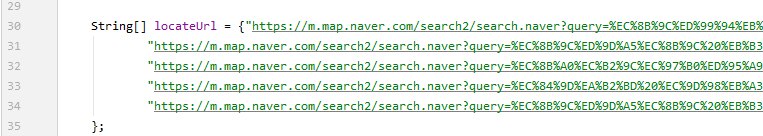 29
30 String[] locateUrl = {"https://m.map.naver.com/search2/search.naver?query=%EC%8B%9C%ED%99%94%EB%
31 "https://m.map.naver.com/search2/search.naver?query=%EC%8B%9C%ED%9D%A5%EC%8B%9C%20%EB%B3
32 "https://m.map.naver.com/search2/search.naver?query=%EC%8B%A0%EC%B2%9C%EC%97%B0%ED%95%A9
33 "https://m.map.naver.com/search2/search.naver?query=%EC%84%9D%EA%B2%BD%20%EC%9D%98%EB%A3
34 "https://m.map.naver.com/search2/search.naver?query=%EC%8B%9C%ED%9D%A5%EC%8B%9C%20%EB%B3
35 };